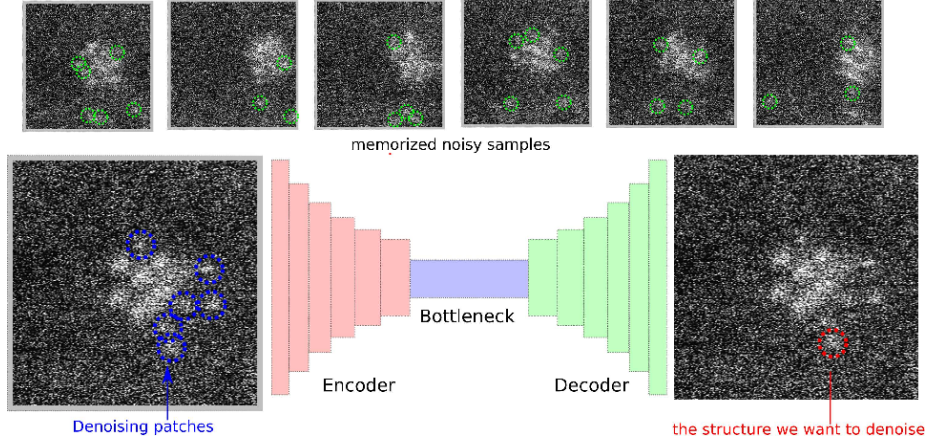 memorized noisy samples
Bottleneck
Encoder
Decoder
Denoising patches
the structure we want to denoise